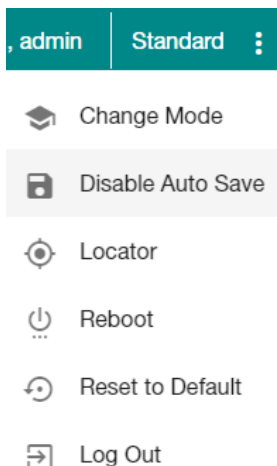 , admin Standard
Change Mode
Disable Auto Save
Locator
Reboot
Reset to Default
Log Out